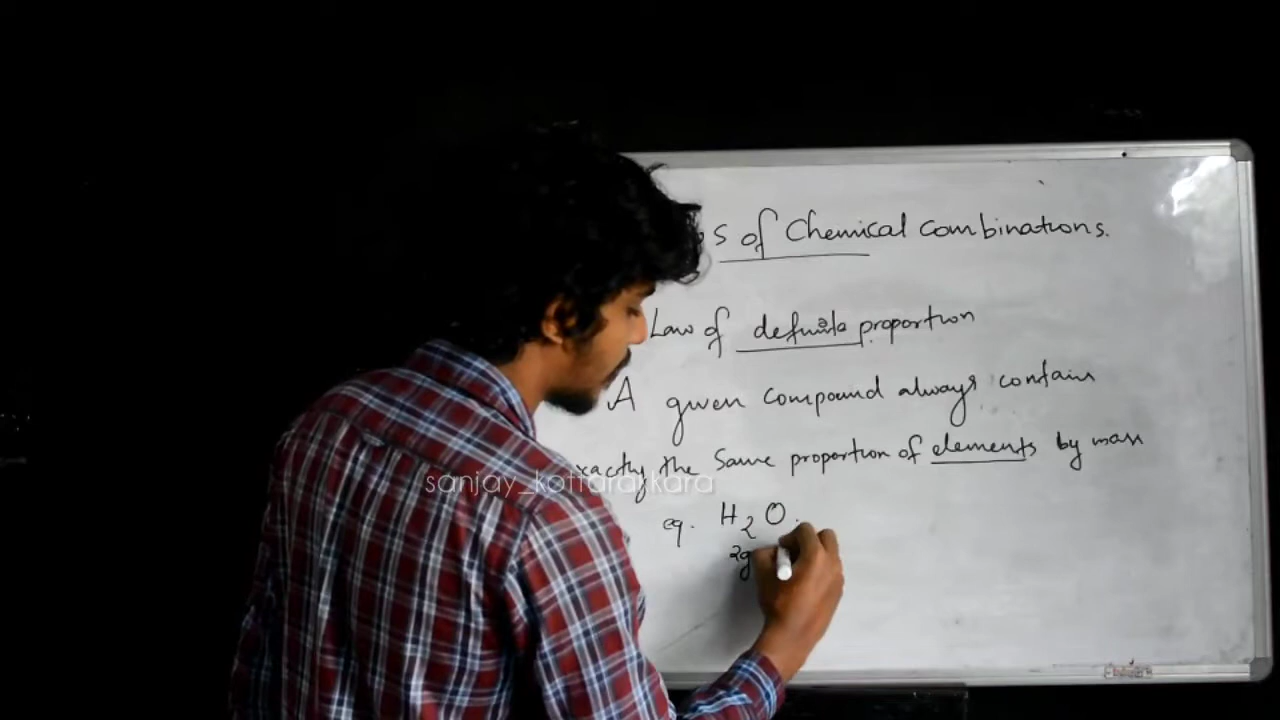 s of Chemical Combinations.
Law of definite proportion
A given compound always contain
xactly the Same proportion of elements by mass
sanjay_kottarakkara
eg. H2O.
2g